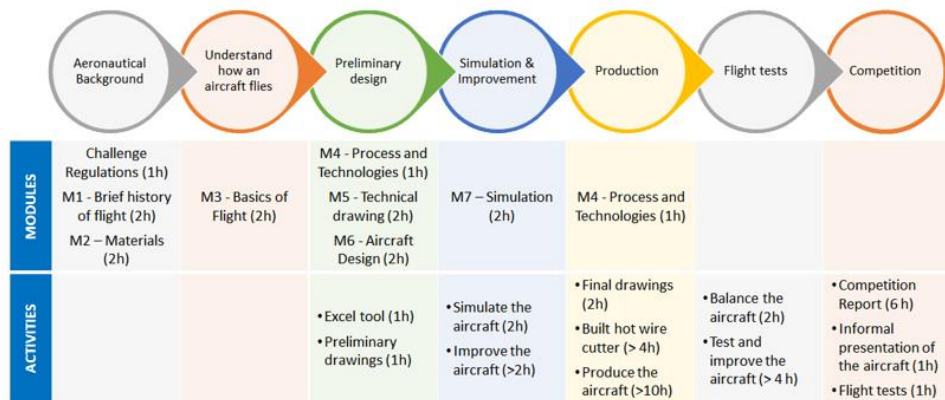 Aeronautical
Background
Understand
how an
aircraft flies
Preliminary
design
Simulation &
Improvement
Production
Flight tests
Competition
MODULES
Challenge
Regulations (1h)
M1 - Brief history
of flight (2h)
M2 – Materials
(2h)
M3 - Basics of
Flight (2h)
M4 - Process and
Technologies (1h)
M5 - Technical
drawing (2h)
M6 - Aircraft
Design (2h)
M7 – Simulation
(2h)
M4 - Process and
Technologies (1h)
ACTIVITIES
• Excel tool (1h)
• Preliminary
drawings (1h)
• Simulate the
aircraft (2h)
• Improve the
aircraft (>2h)
• Final drawings
(2h)
• Built hot wire
cutter (> 4h)
• Produce the
aircraft (>10h)
• Balance the
aircraft (2h)
• Test and
improve the
aircraft (> 4 h)
• Competition
Report (6 h)
• Informal
presentation of
the aircraft (1h)
• Flight tests (1h)